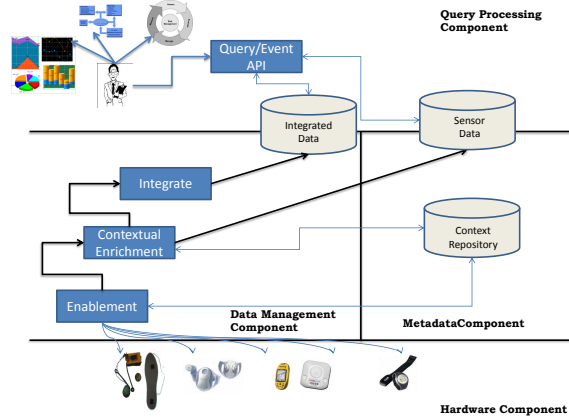 Query Processing
Component
Query/Event
API
Integrated
Data
Sensor
Data
Integrate
Contextual
Enrichment
Context
Repository
Enablement
Data Management
Component
MetadataComponent
Hardware Component